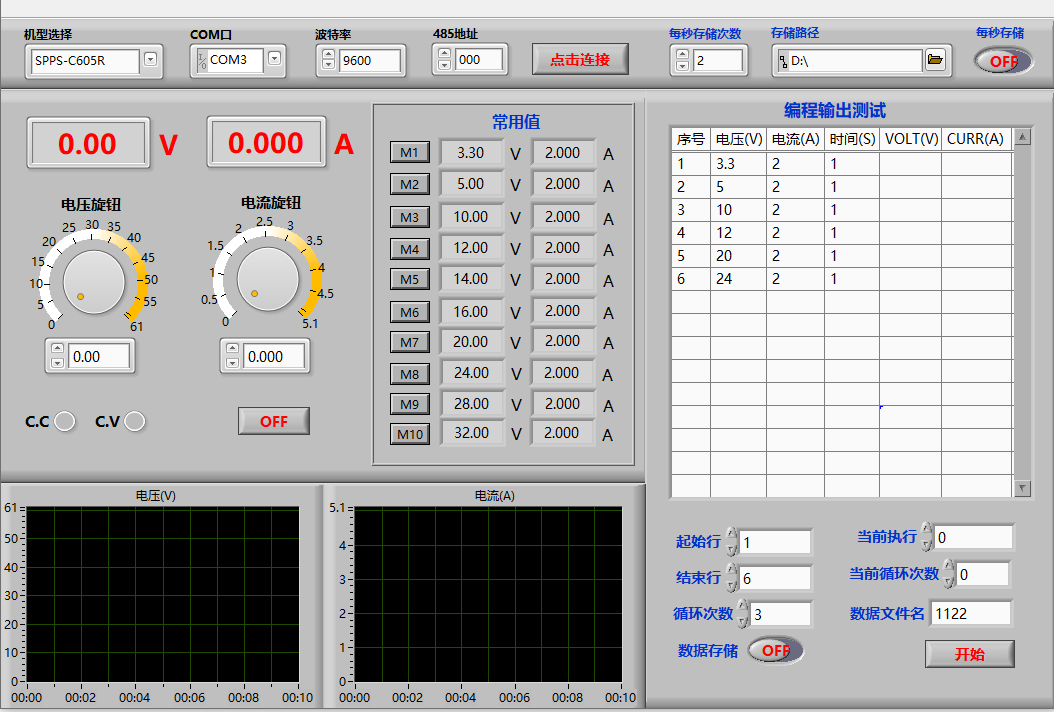 机型选择 COM口 波特率 485地址 每秒存储次数 存储路径 每秒存储
SPPS-C605R COM3 9600 000 点击连接 2 D:\ OFF
0.00 V 0.000 A
电压旋钮 电流旋钮
0 5 10 15 20 25 30 35 40 45 50 55 61
0 0.5 1 1.5 2 2.5 3 3.5 4 4.5 5.1
0.00 0.000
C.C C.V OFF
常用值
M1 3.30 V 2.000 A
M2 5.00 V 2.000 A
M3 10.00 V 2.000 A
M4 12.00 V 2.000 A
M5 14.00 V 2.000 A
M6 16.00 V 2.000 A
M7 20.00 V 2.000 A
M8 24.00 V 2.000 A
M9 28.00 V 2.000 A
M10 32.00 V 2.000 A
编程输出测试
序号 电压(V) 电流(A) 时间(S) VOLT(V) CURR(A)
1 3.3 2 1
2 5 2 1
3 10 2 1
4 12 2 1
5 20 2 1
6 24 2 1
起始行 1 当前执行 0
结束行 6 当前循环次数 0
循环次数 3 数据文件名 1122
数据存储 OFF 开始
电压(V)
61
50
40
30
20
10
0
00:00 00:02 00:04 00:06 00:08 00:10
电流(A)
5.1
4
3
2
1
0
00:00 00:02 00:04 00:06 00:08 00:10